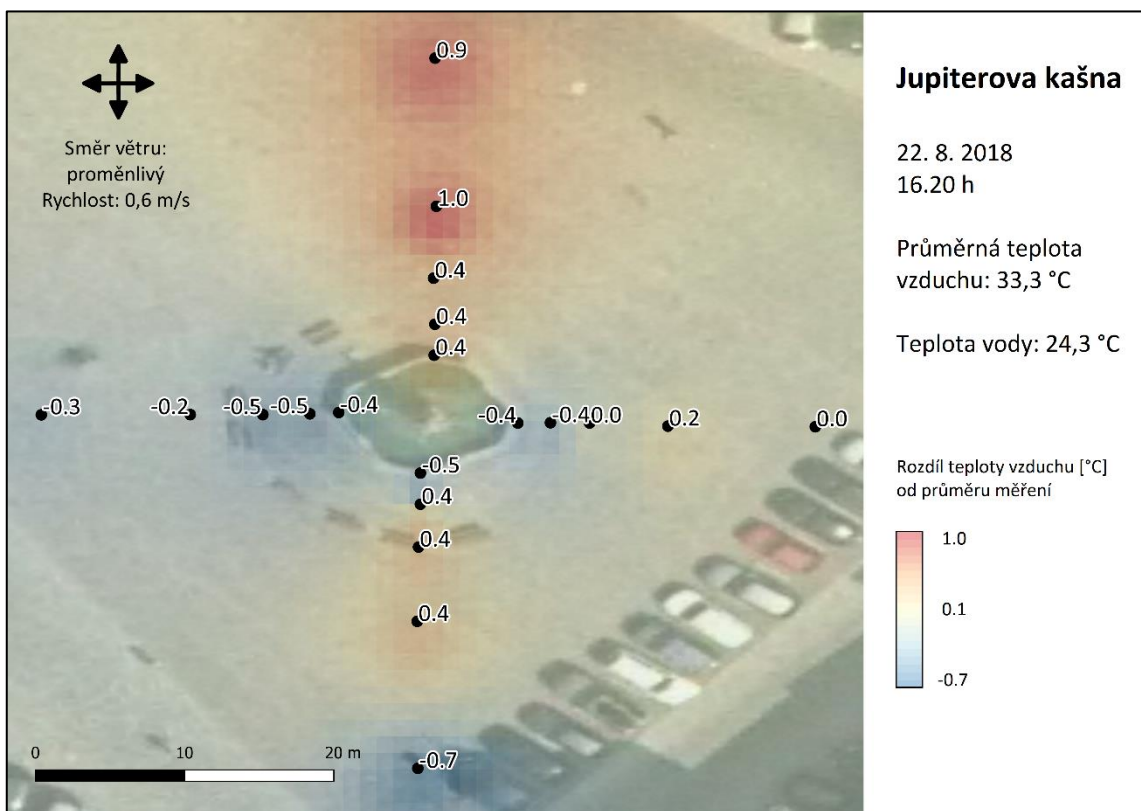 Směr větru:
proměnlivý
Rychlost: 0,6 m/s
0.9
1.0
0.4
0.4
0.4
-0.3
-0.2
-0.5
-0.5
-0.4
-0.4
-0.4
0.0
0.2
0.0
-0.5
0.4
0.4
0.4
-0.7
0 10 20 m
Jupiterova kašna
22. 8. 2018
16.20 h
Průměrná teplota
vzduchu: 33,3 °C
Teplota vody: 24,3 °C
Rozdíl teploty vzduchu [°C]
od průměru měření
1.0
0.1
-0.7